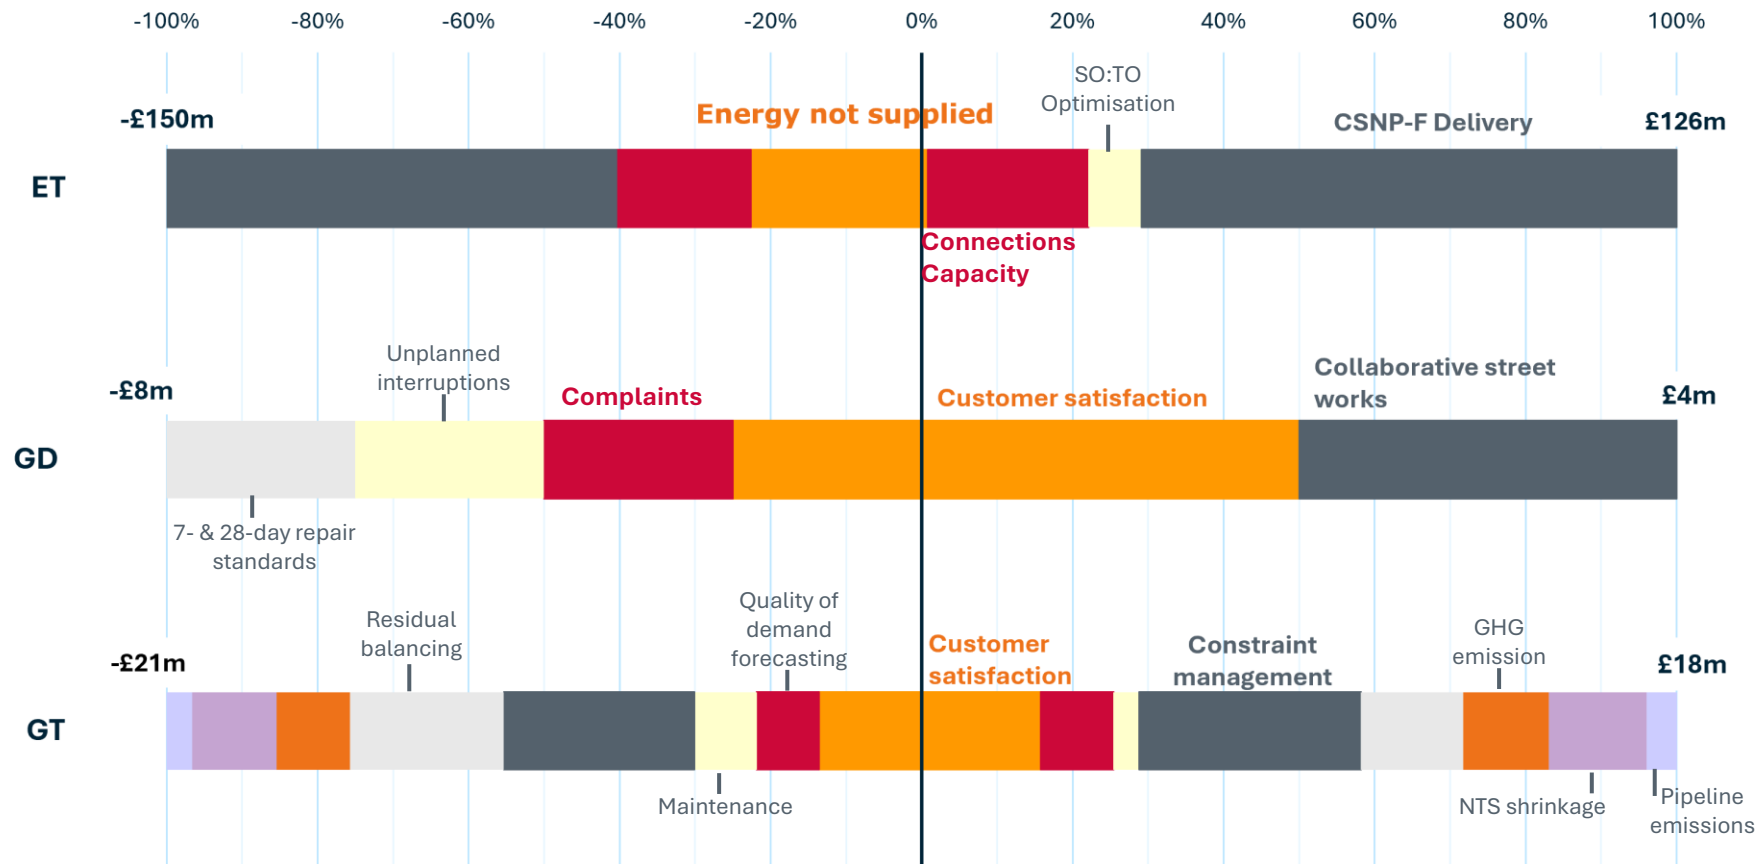 -100%
-80%
-60%
-40%
-20%
0%
20%
40%
60%
80%
100%
SO:TO
Optimisation
-£150m
Energy not supplied
CSNP-F Delivery
£126m
ET
Connections
Capacity
Unplanned
interruptions
-£8m
Complaints
Customer satisfaction
Collaborative street
works
£4m
GD
7- & 28-day repair
standards
Residual
balancing
Quality of
demand
forecasting
-£21m
Customer
satisfaction
Constraint
management
GHG
emission
£18m
GT
Maintenance
NTS shrinkage
Pipeline
emissions